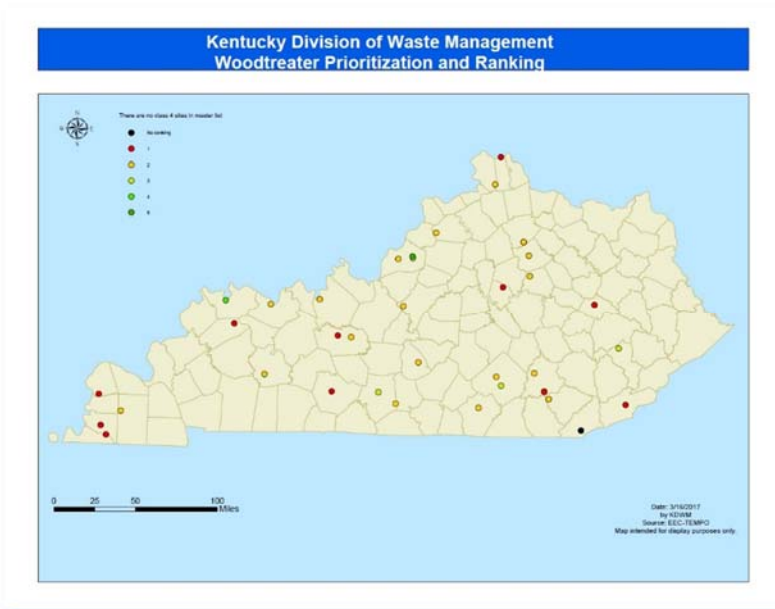 Kentucky Division of Waste Management
Woodtreater Prioritization and Ranking
There are no class 4 sites in master list
N
W E
S
No ranking
1
2
3
4
5
0 25 50 100
Miles
Date: 3/16/2017
by KDWM
Source: EEC-TEMPO
Map intended for display purposes only.